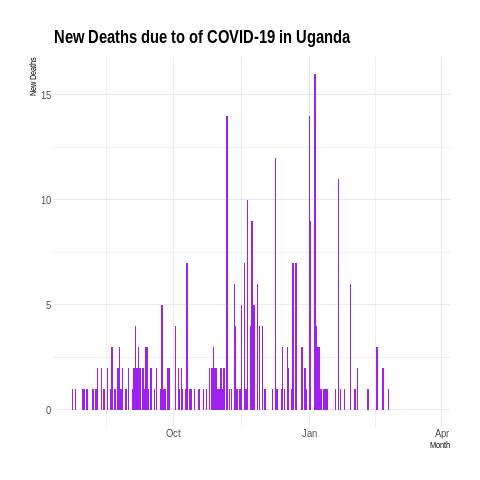 New Deaths due to of COVID-19 in Uganda
New Deaths
15
10
5
0
Oct
Jan
Apr
Month